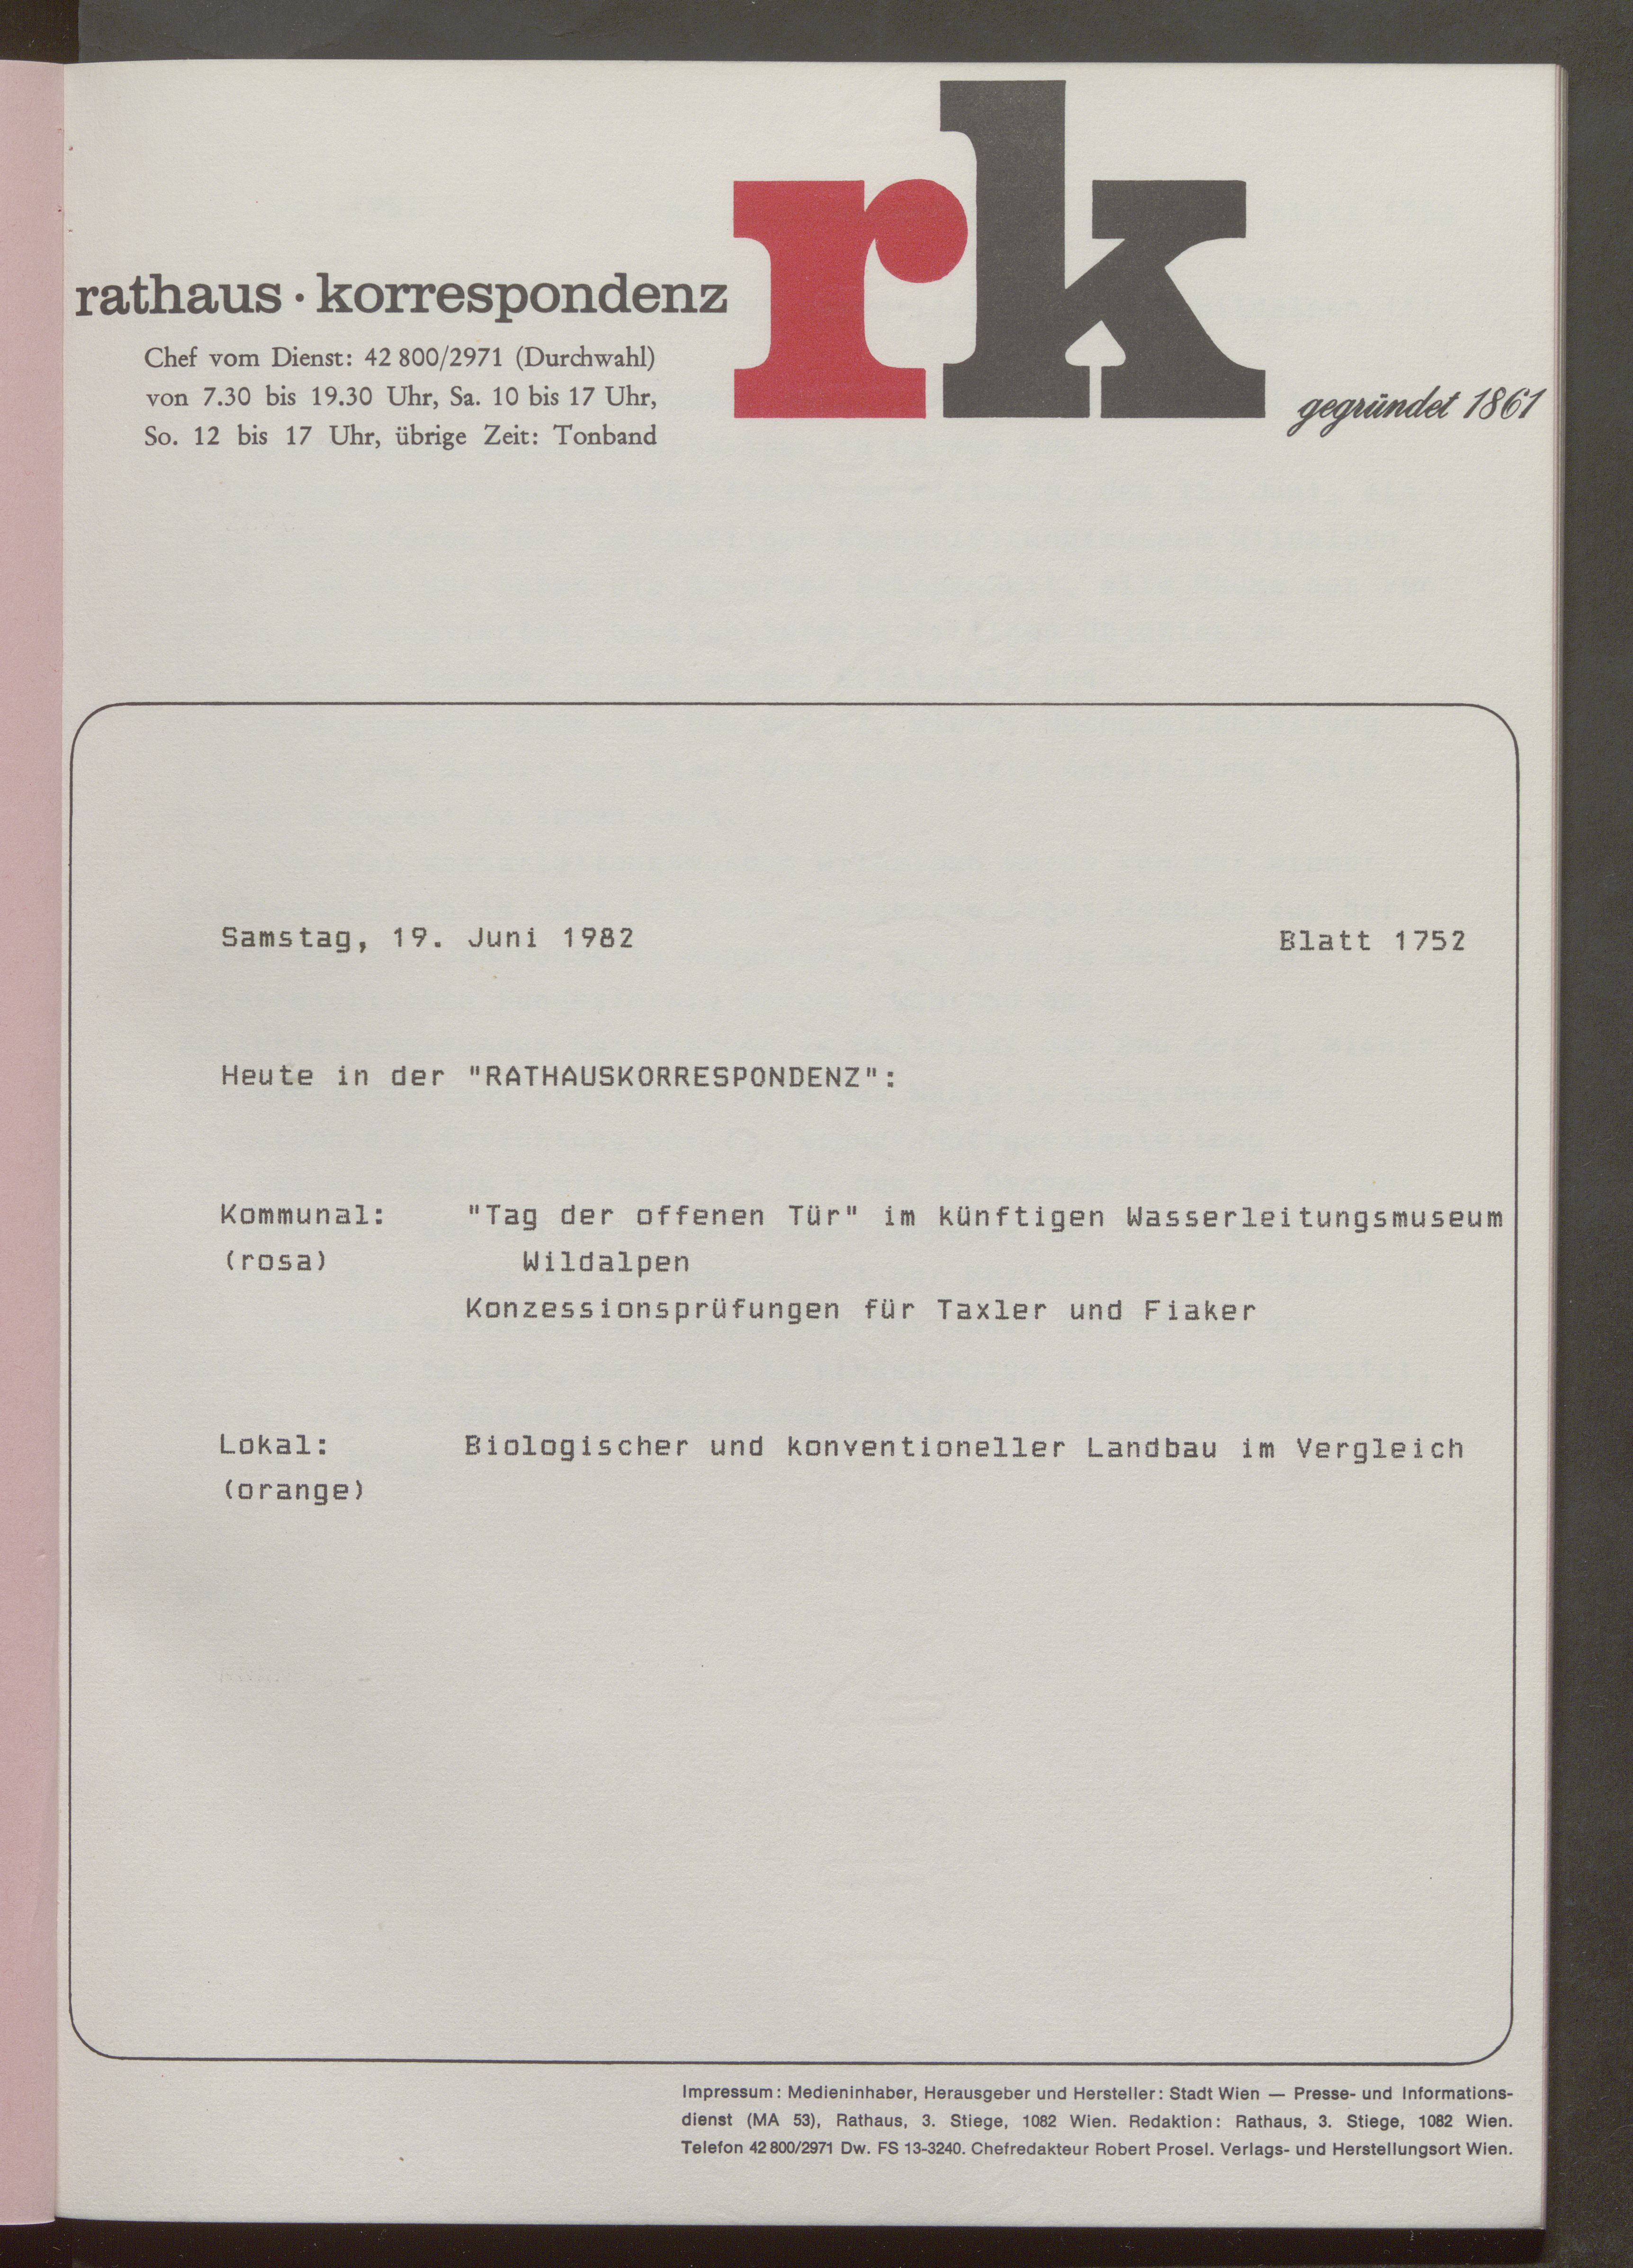 rk
rathaus · korrespondenz
Chef vom Dienst: 42 800/2971 (Durchwahl)
von 7.30 bis 19.30 Uhr, Sa. 10 bis 17 Uhr,
So. 12 bis 17 Uhr, übrige Zeit: Tonband
gegründet 1861
Samstag, 19. Juni 1982 Blatt 1752
Heute in der "RATHAUSKORRESPONDENZ":
Kommunal: "Tag der offenen Tür" im künftigen Wasserleitungsmuseum
(rosa) Wildalpen
Konzessionsprüfungen für Taxler und Fiaker
Lokal: Biologischer und konventioneller Landbau im Vergleich
(orange)
Impressum: Medieninhaber, Herausgeber und Hersteller: Stadt Wien — Presse- und Informations-
dienst (MA 53), Rathaus, 3. Stiege, 1082 Wien. Redaktion: Rathaus, 3. Stiege, 1082 Wien.
Telefon 42 800/2971 Dw. FS 13-3240. Chefredakteur Robert Prosel. Verlags- und Herstellungsort Wien.